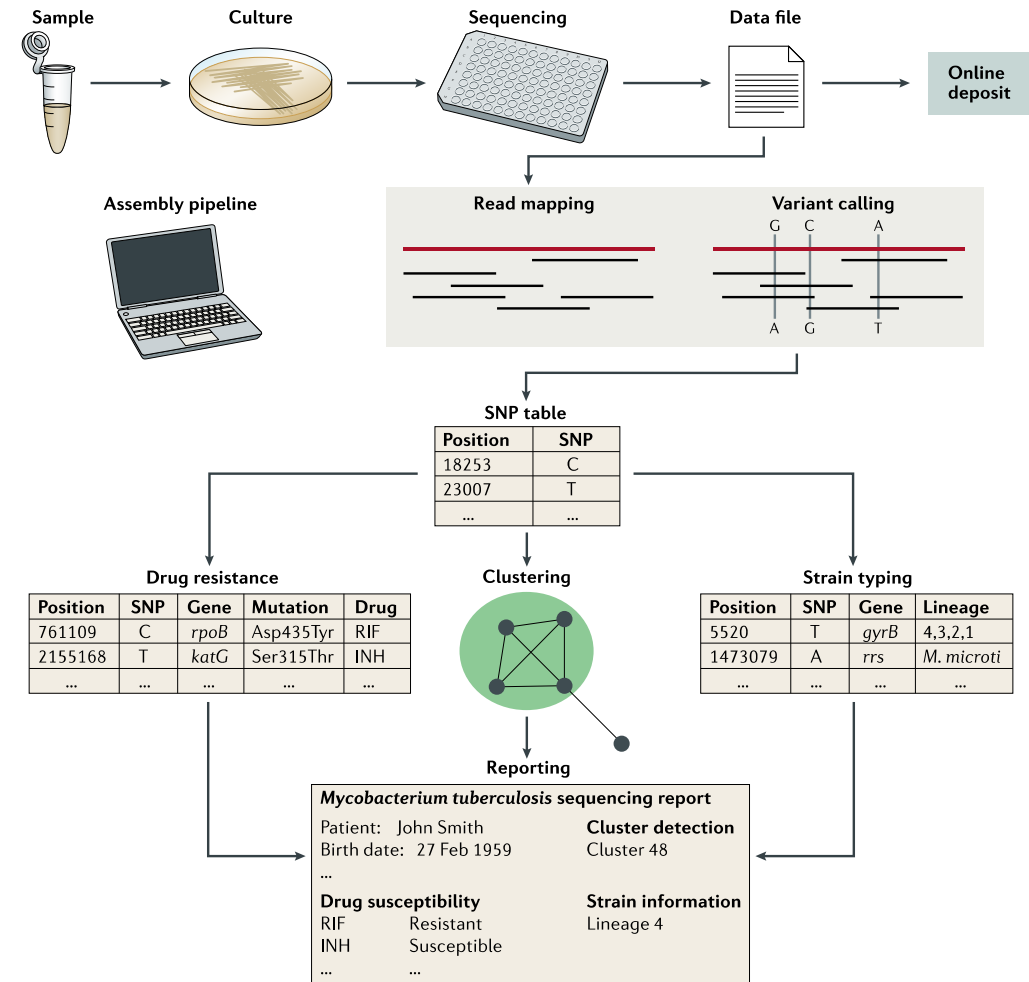 Sample
Culture
Sequencing
Data file
Online
deposit
Assembly pipeline
Read mapping
Variant calling
G C A
A G T
SNP table
Position SNP
18253 C
23007 T
... ...
Drug resistance
Position SNP Gene Mutation Drug
761109 C rpoB Asp435Tyr RIF
2155168 T katG Ser315Thr INH
... ... ... ... ...
Clustering
Strain typing
Position SNP Gene Lineage
5520 T gyrB 4,3,2,1
1473079 A rrs M. microti
... ... ... ...
Reporting
Mycobacterium tuberculosis sequencing report
Patient: John Smith
Birth date: 27 Feb 1959
...
Cluster detection
Cluster 48
Drug susceptibility
RIF Resistant
INH Susceptible
... ...
Strain information
Lineage 4